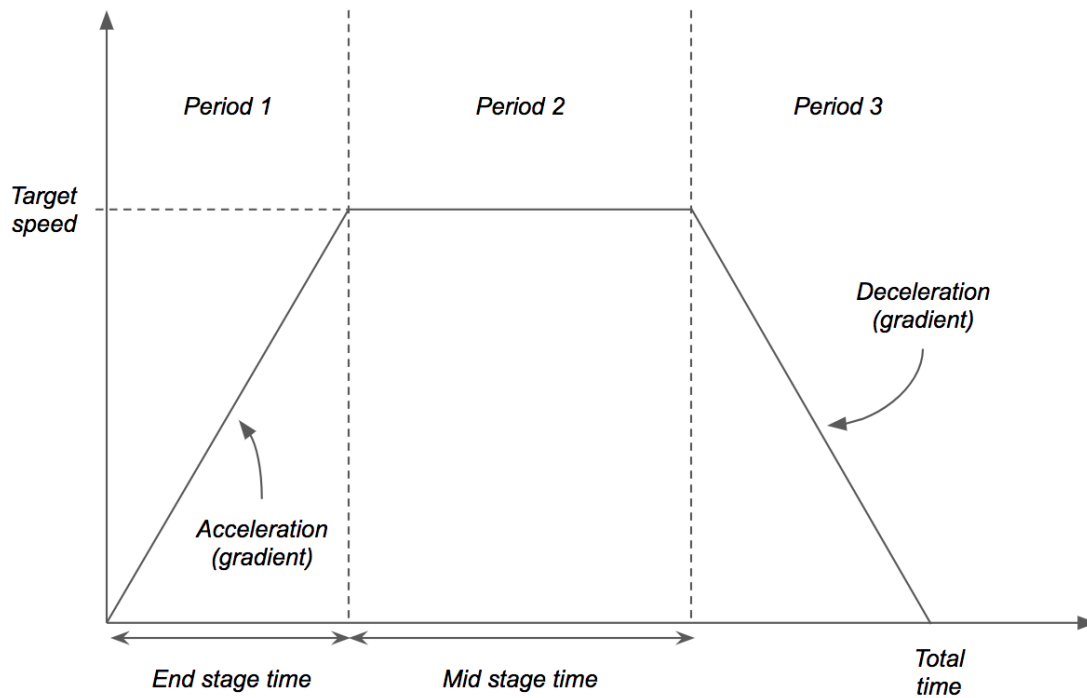 Period 1
Period 2
Period 3
Target
speed
Deceleration
(gradient)
Acceleration
(gradient)
End stage time
Mid stage time
Total
time